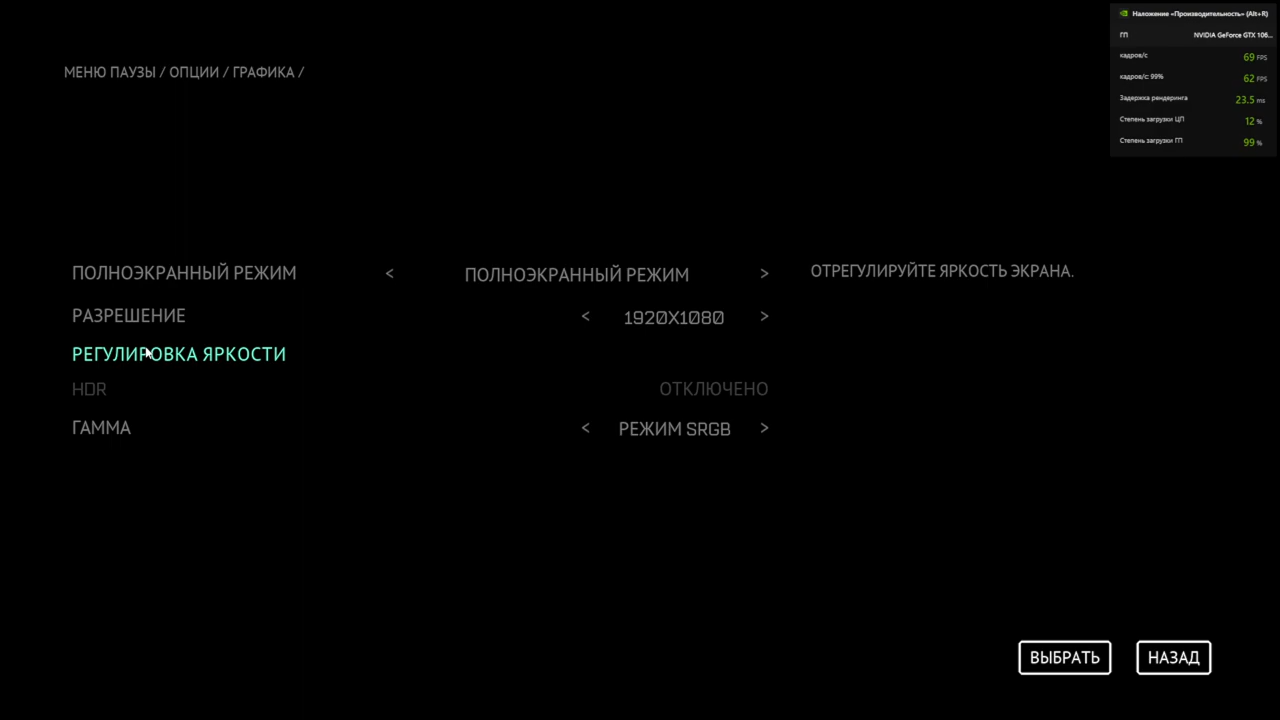 Наложение «Производительность» (Alt+R)
ГП NVIDIA GeForce GTX 106...
кадров/с 69 FPS
кадров/с: 99% 62 FPS
Задержка рендеринга 23.5 ms
Степень загрузки ЦП 12 %
Степень загрузки ГП 99 %
МЕНЮ ПАУЗЫ / ОПЦИИ / ГРАФИКА /
ПОЛНОЭКРАННЫЙ РЕЖИМ < ПОЛНОЭКРАННЫЙ РЕЖИМ >
ОТРЕГУЛИРУЙТЕ ЯРКОСТЬ ЭКРАНА.
РАЗРЕШЕНИЕ < 1920X1080 >
РЕГУЛИРОВКА ЯРКОСТИ
HDR ОТКЛЮЧЕНО
ГАММА < РЕЖИМ SRGB >
ВЫБРАТЬ НАЗАД